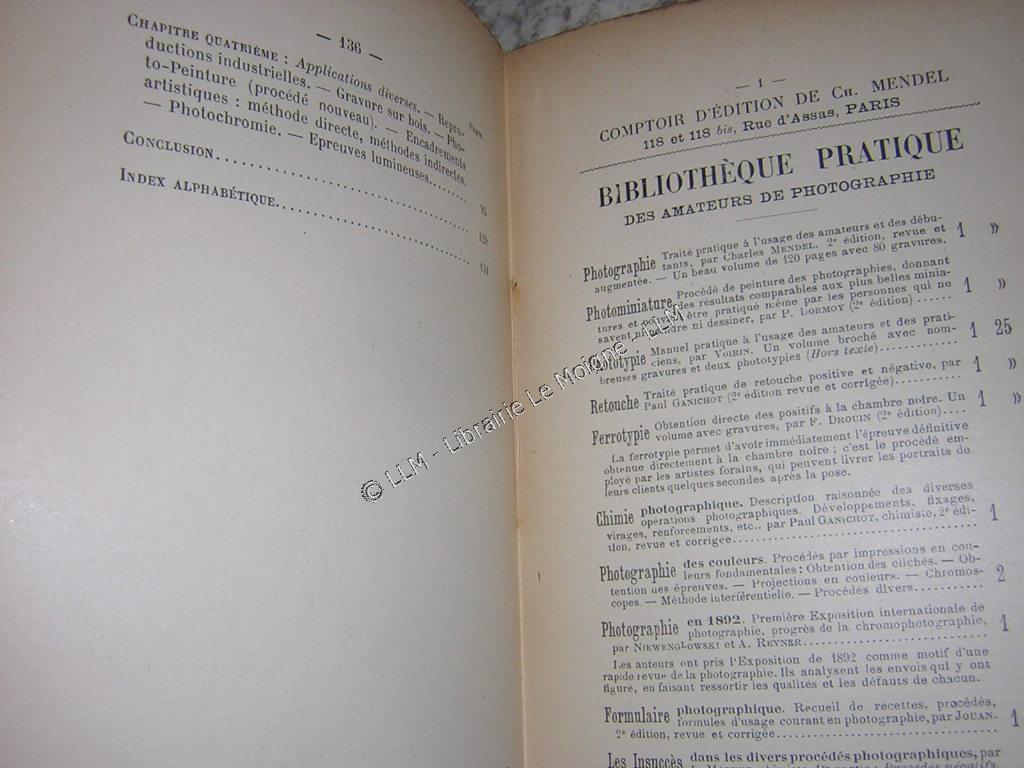 — 136 —
Pages
CHAPITRE QUATRIÈME : Applications diverses. — Repro-
ductions industrielles. — Gravure sur bois. — Pho-
to-Peinture (procédé nouveau). — Encadrements
artistiques : méthode directe, méthodes indirectes.
— Photochromie. — Epreuves lumineuses........
CONCLUSION................................
INDEX ALPHABÉTIQUE........................
— 1 —
COMPTOIR D'ÉDITION DE CH. MENDEL
118 et 118 bis, Rue d'Assas, PARIS
BIBLIOTHÈQUE PRATIQUE
DES AMATEURS DE PHOTOGRAPHIE
Photographie Traité pratique à l'usage des amateurs et des débu-
tants, par Charles MENDEL. 2e édition, revue et
augmentée. — Un beau volume de 120 pages avec 80 gravures. 1 »
Photominiature Procédé de peinture des photographies, donnant
des résultats comparables aux plus belles minia-
tures et pouvant être pratiqué même par les personnes qui ne
savent ni peindre ni dessiner, par P. LORMOY (2e édition) ...... 1 »
Manuel pratique à l'usage des amateurs et des prati-
ciens, par VOIRIN. Un volume broché avec nom-
breuses gravures et deux phototypies (Hors texte)............ 1 25
Retouche Traité pratique de retouche positive et négative, par
Paul GANICHOT (2e édition revue et corrigée)........... 1 »
Ferrotypie Obtention directe des positifs à la chambre noire. Un
volume avec gravures, par F. DROUIN (2e édition).... 1 »
La ferrotypie permet d'avoir immédiatement l'épreuve définitive
obtenue directement à la chambre noire ; c'est le procédé em-
ployé par les artistes forains, qui peuvent livrer les portraits de
leurs clients quelques secondes après la pose.
Chimie photographique. Description raisonnée des diverses
opérations photographiques. Développements, fixages,
virages, renforcements, etc., par Paul GANICHOT, chimiste, 2e édi-
tion, revue et corrigée........................ 1
Photographie des couleurs. Procédés par impressions en cou-
leurs fondamentales : Obtention des clichés. — Ob-
tention des épreuves. — Projections en couleurs. — Chromos-
copes. — Méthode interférentielle. — Procédés divers........... 2
Photographie en 1892. Première Exposition internationale de
photographie, progrès de la chromophotographie,
par NIEWENGLOWSKI et A. REYNER........................ 1
Les auteurs ont pris l'Exposition de 1892 comme motif d'une
rapide revue de la photographie. Ils analysent les envois qui y ont
figuré, en faisant ressortir les qualités et les défauts de chacun.
Formulaire photographique. Recueil de recettes, procédés,
formules d'usage courant en photographie, par JOUAN.
2e édition, revue et corrigée........................ 1
Les Insuccès dans les divers procédés photographiques, par
Procédés négatifs.
© LLM - Librairie Le Moigne - LLM